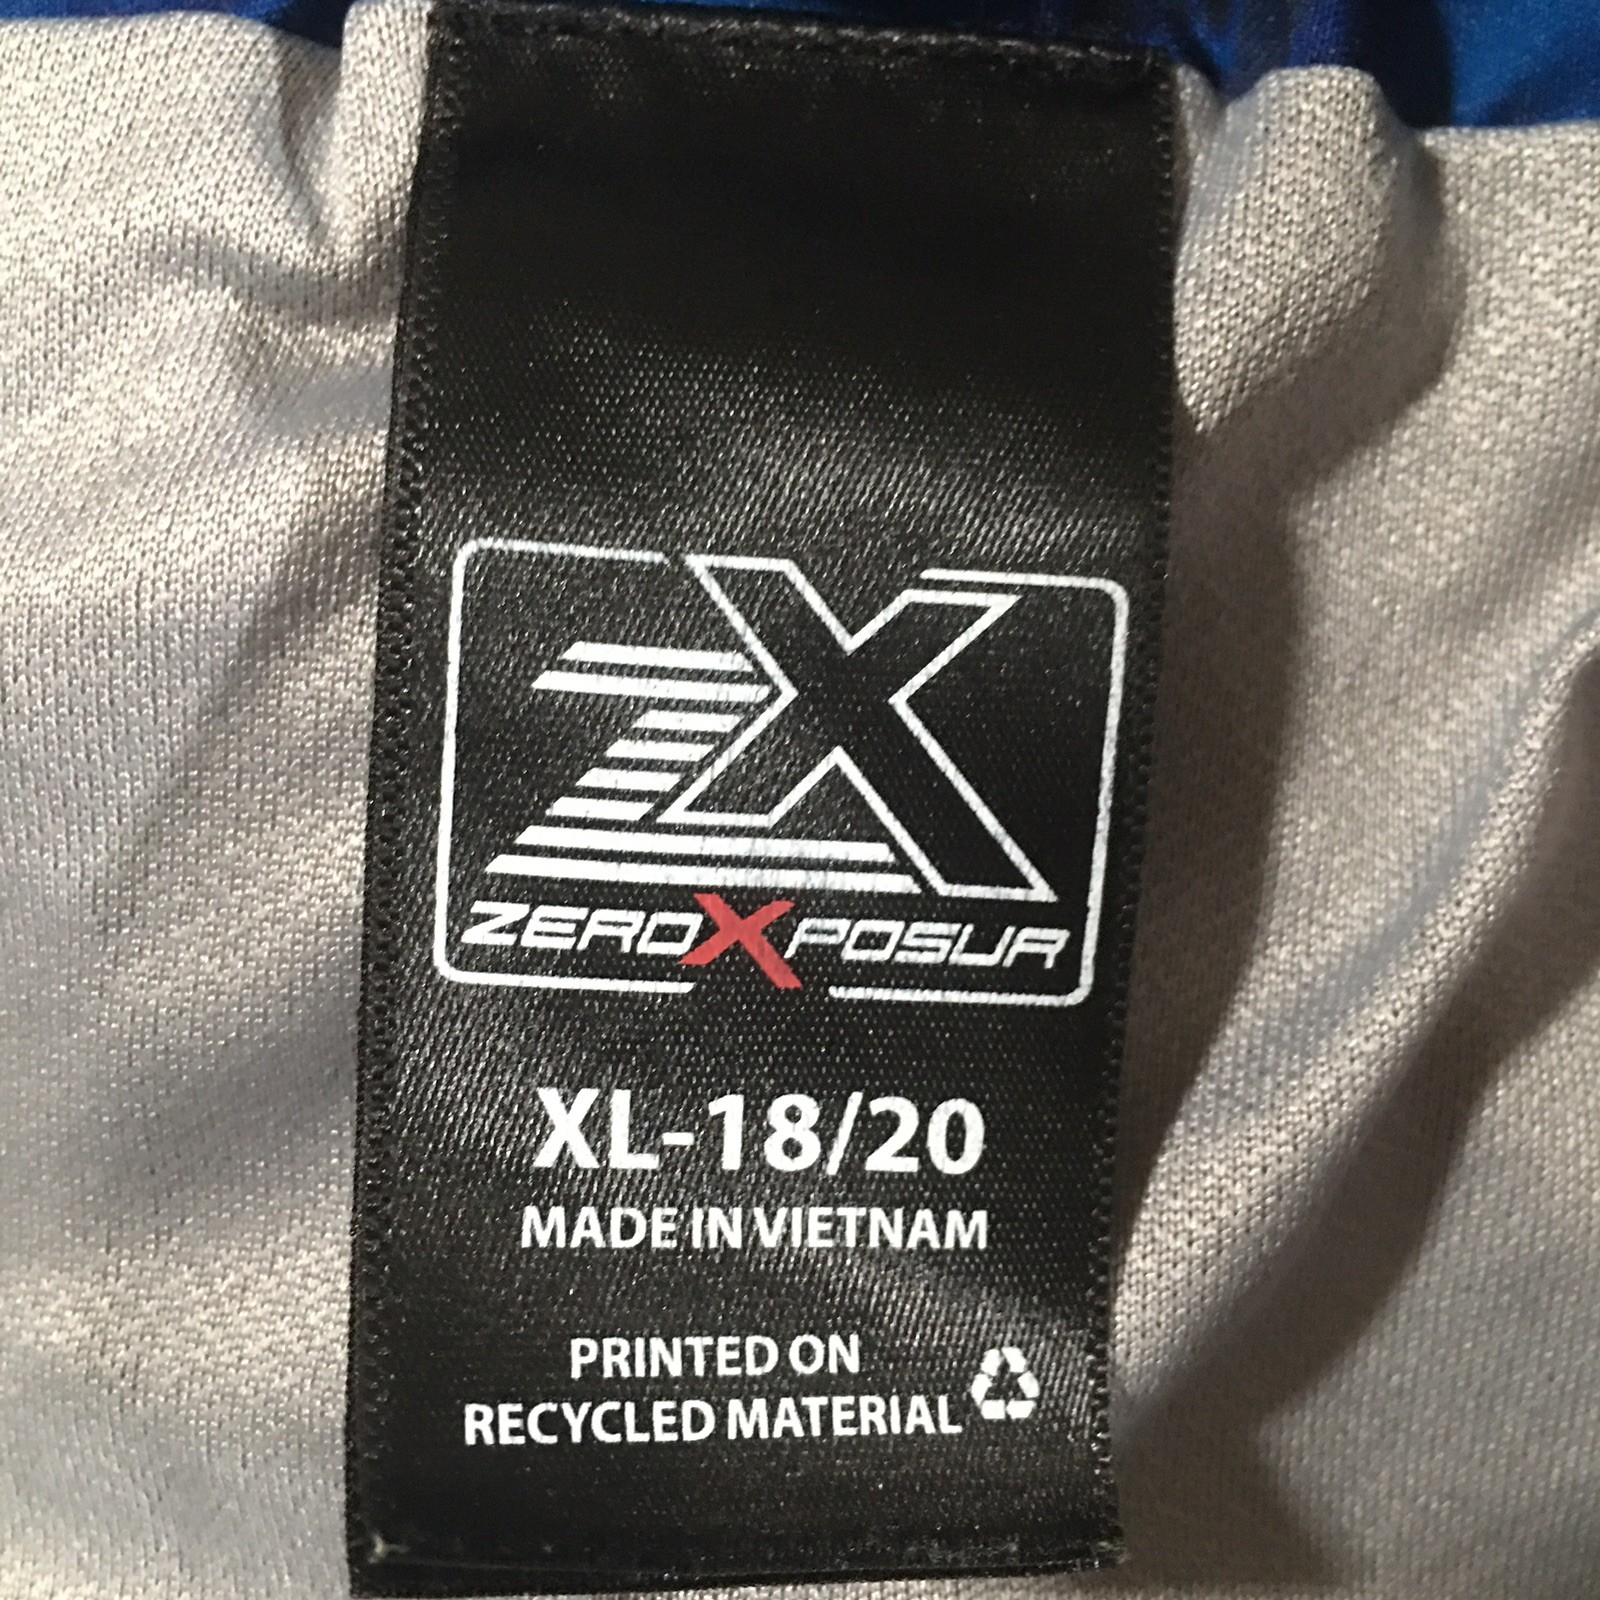 ZX
ZEROXPOSUR
XL-18/20
MADE IN VIETNAM
PRINTED ON
RECYCLED MATERIAL